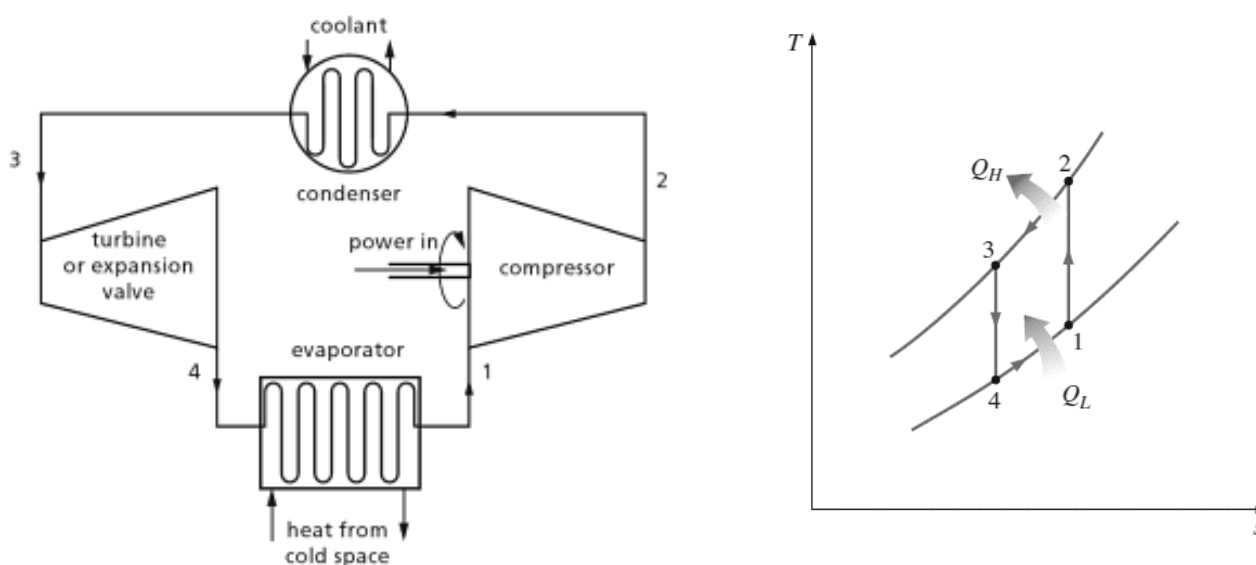 coolant
3
condenser
2
turbine
or expansion
valve
power in
compressor
evaporator
4
1
heat from
cold space
T
Q_H
2
3
1
4
Q_L